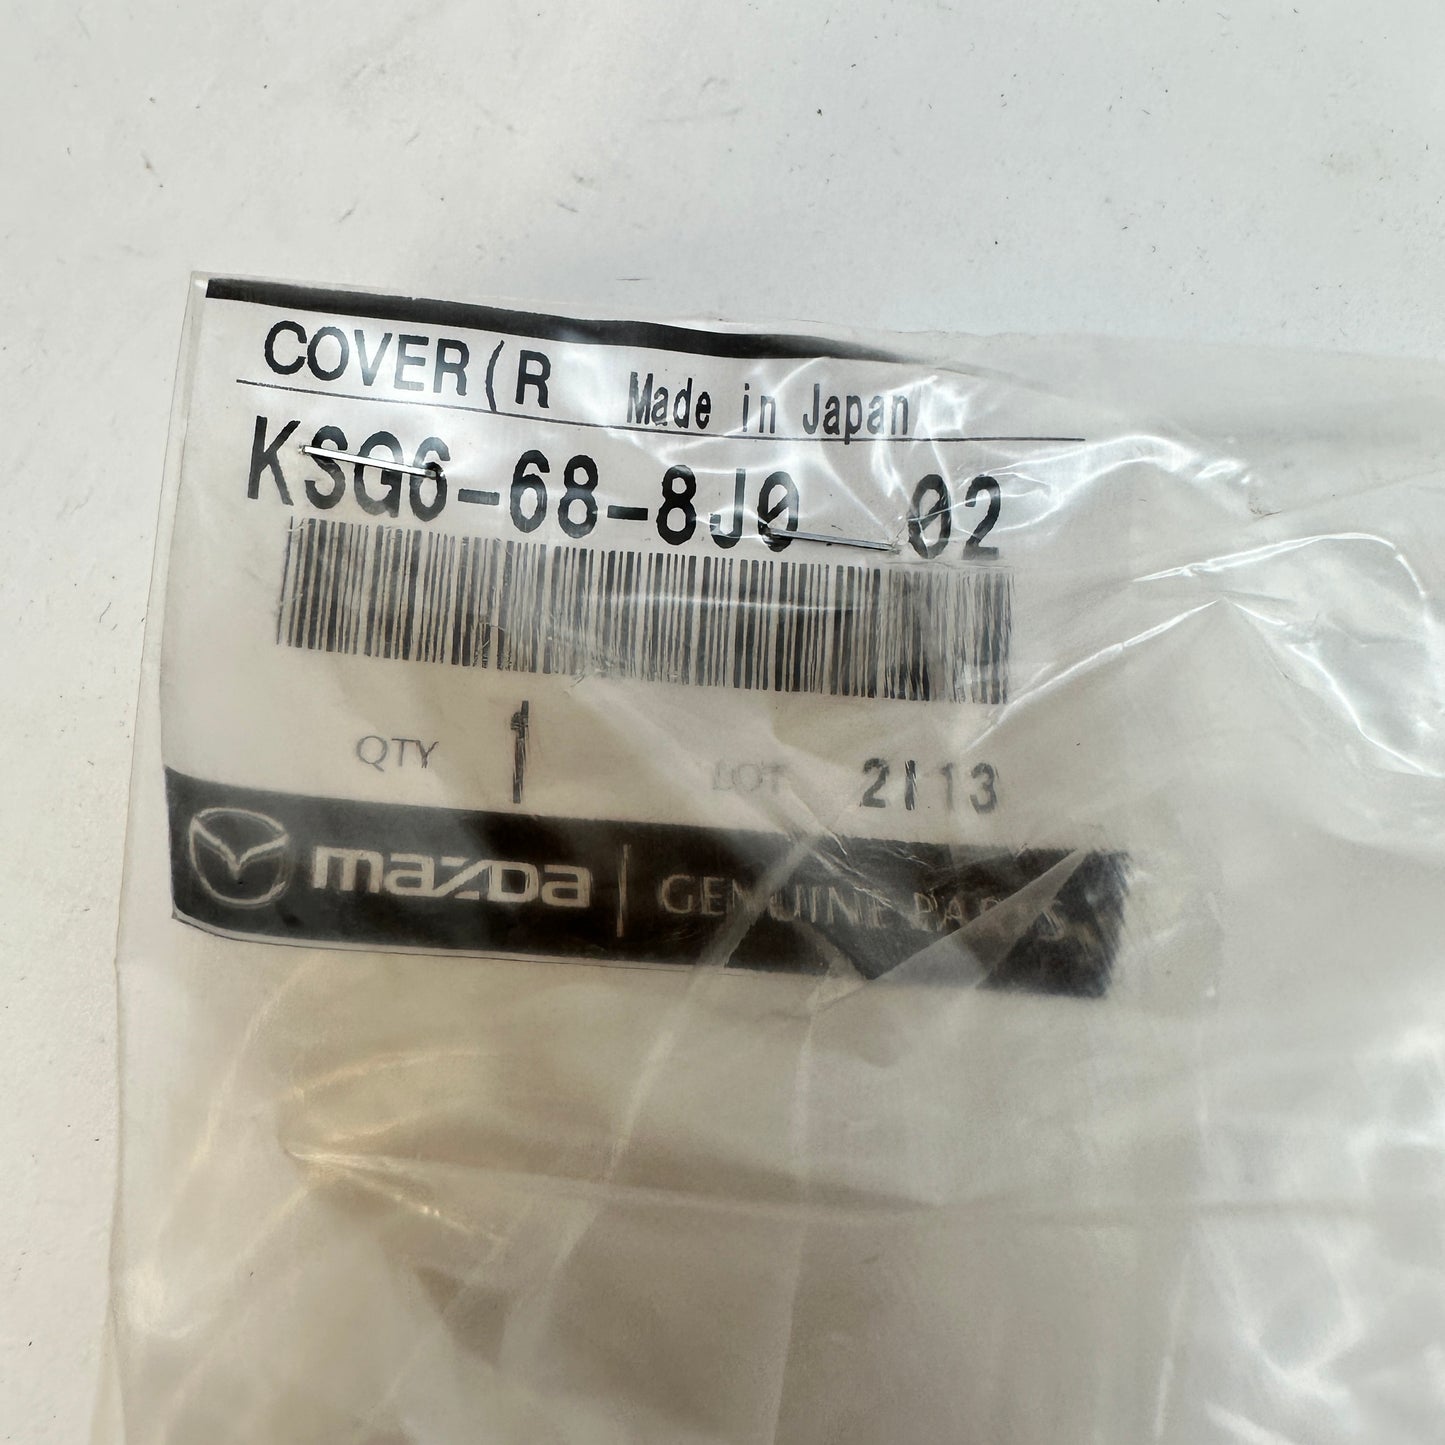 COVER(R Made in Japan
KSG6-68-8J0 02
QTY 1 LOT 2113
mazda | GENUINE PARTS